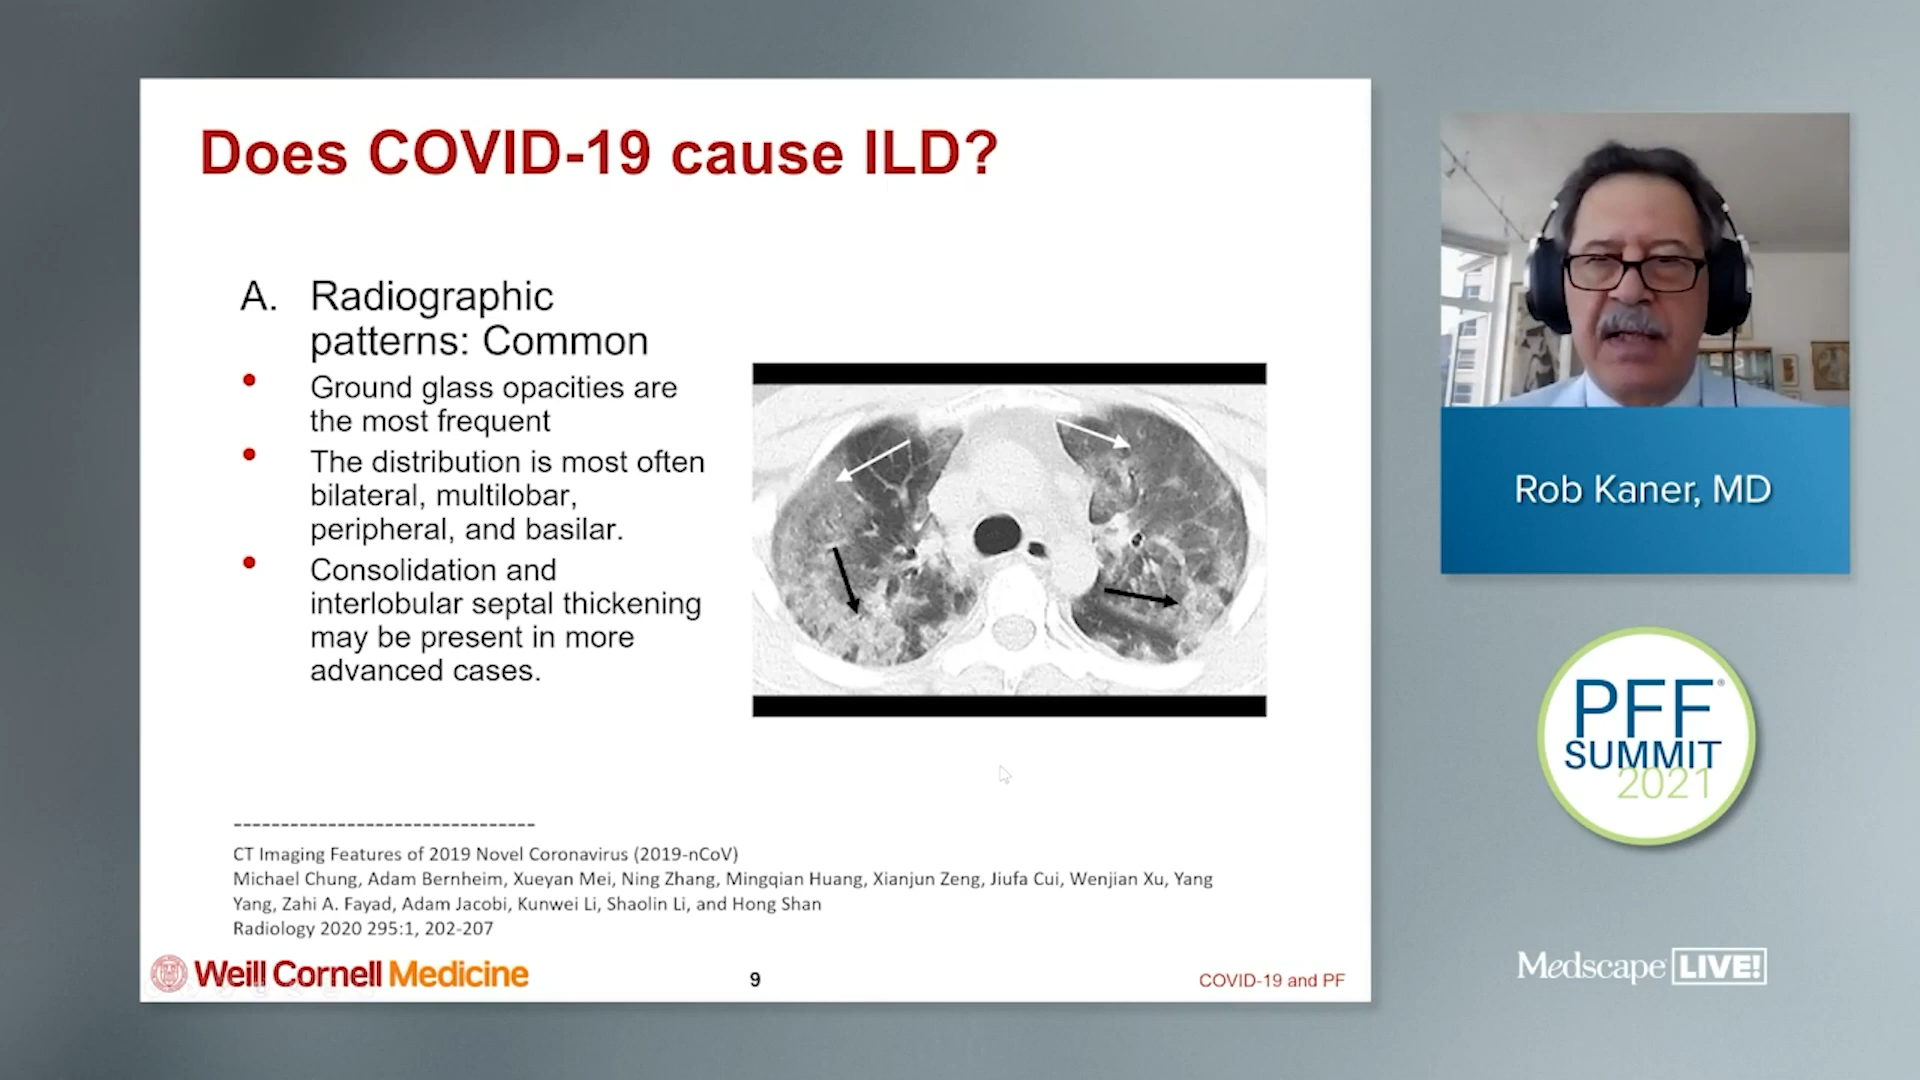 Does COVID-19 cause ILD?
A. Radiographic
patterns: Common
• Ground glass opacities are
the most frequent
• The distribution is most often
bilateral, multilobar,
peripheral, and basilar.
• Consolidation and
interlobular septal thickening
may be present in more
advanced cases.
--------------------------------
CT Imaging Features of 2019 Novel Coronavirus (2019-nCoV)
Michael Chung, Adam Bernheim, Xueyan Mei, Ning Zhang, Mingqian Huang, Xianjun Zeng, Jiufa Cui, Wenjian Xu, Yang
Yang, Zahi A. Fayad, Adam Jacobi, Kunwei Li, Shaolin Li, and Hong Shan
Radiology 2020 295:1, 202-207
Weill Cornell Medicine
9
COVID-19 and PF
Rob Kaner, MD
PFF®
SUMMIT
2021
Medscape LIVE!